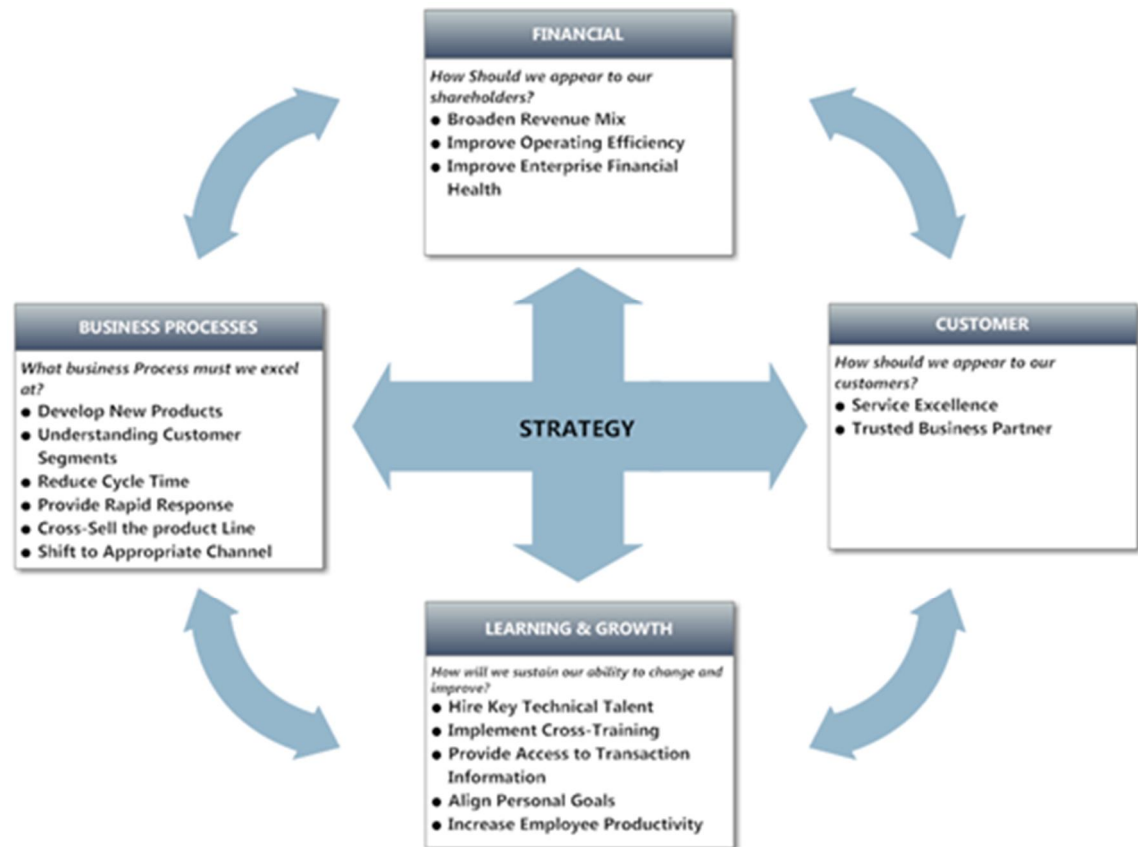 FINANCIAL
How Should we appear to our
shareholders?
● Broaden Revenue Mix
● Improve Operating Efficiency
● Improve Enterprise Financial
Health
BUSINESS PROCESSES
What business Process must we excel
at?
● Develop New Products
● Understanding Customer
Segments
● Reduce Cycle Time
● Provide Rapid Response
● Cross-Sell the product Line
● Shift to Appropriate Channel
STRATEGY
CUSTOMER
How should we appear to our
customers?
● Service Excellence
● Trusted Business Partner
LEARNING & GROWTH
How will we sustain our ability to change and
improve?
● Hire Key Technical Talent
● Implement Cross-Training
● Provide Access to Transaction
Information
● Align Personal Goals
● Increase Employee Productivity